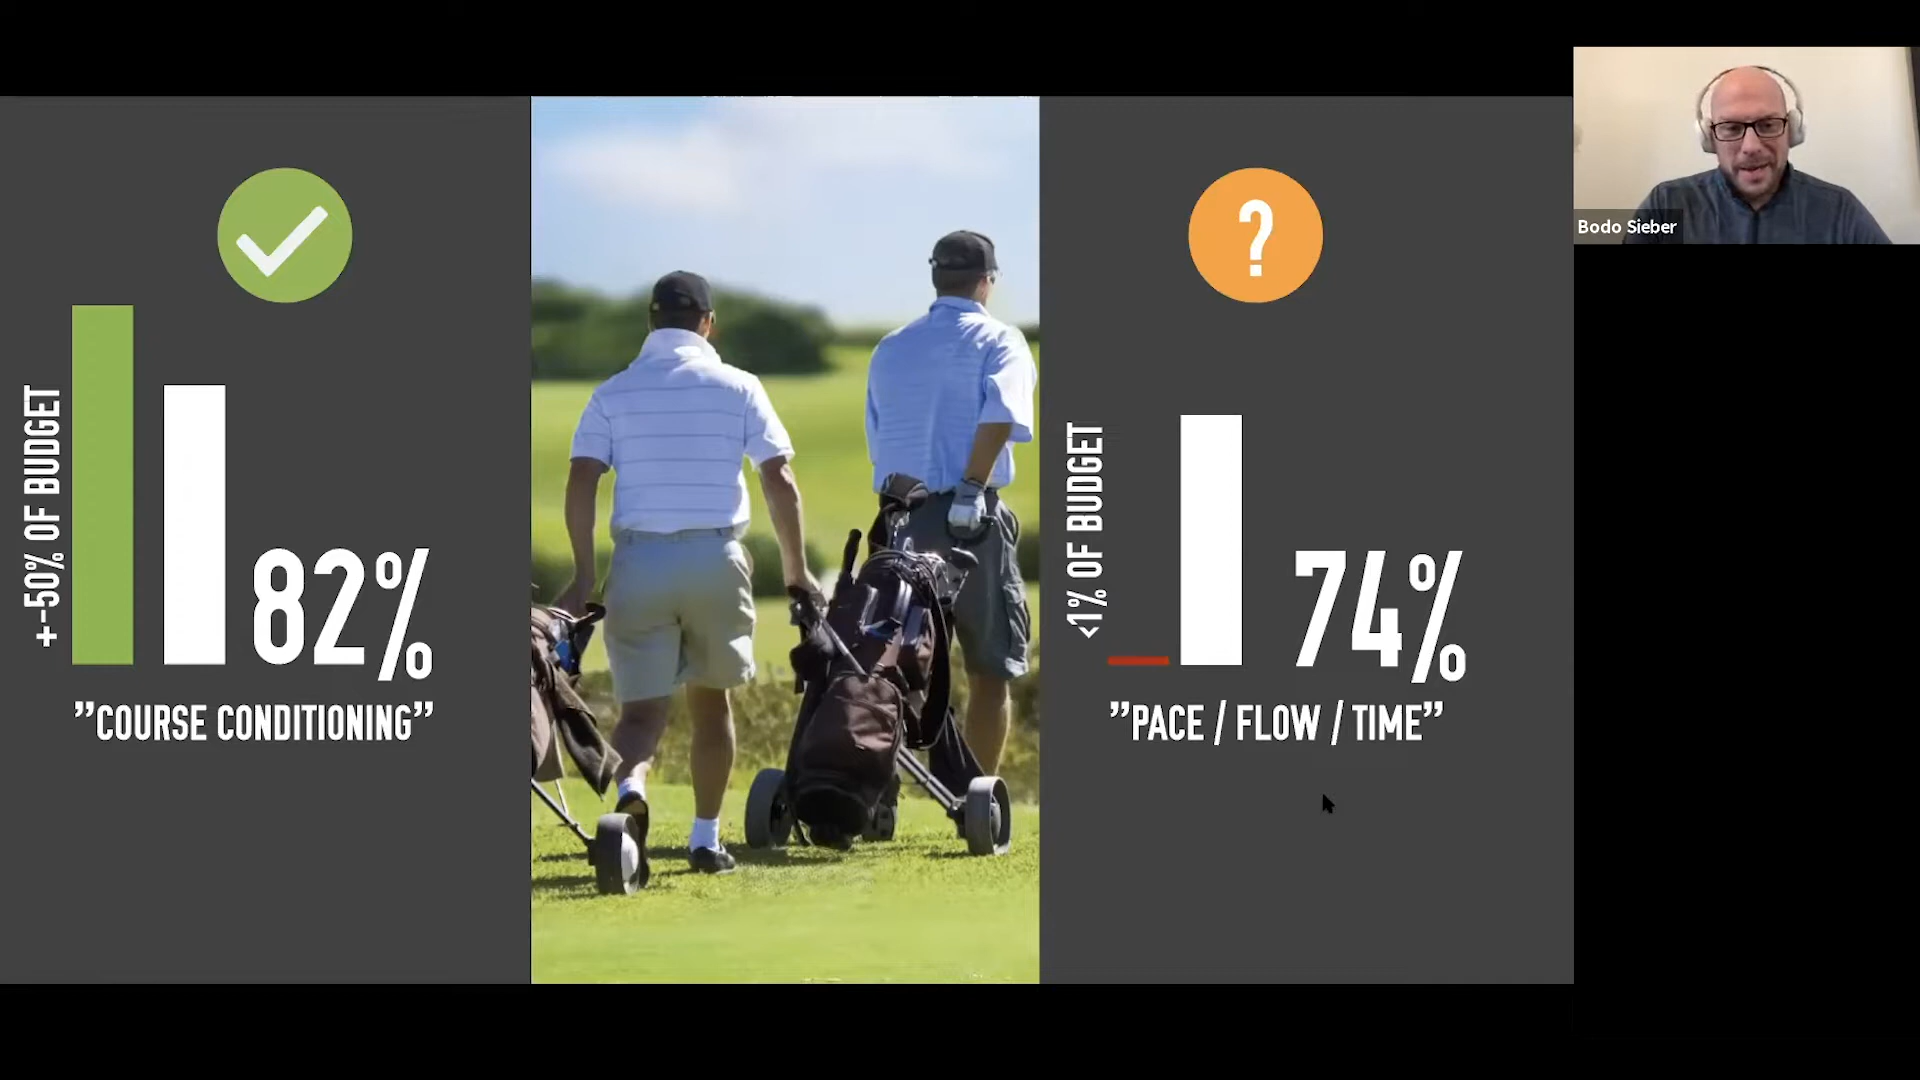 +-50% OF BUDGET
82%
”COURSE CONDITIONING”
?
<1% OF BUDGET
74%
”PACE / FLOW / TIME”
Bodo Sieber